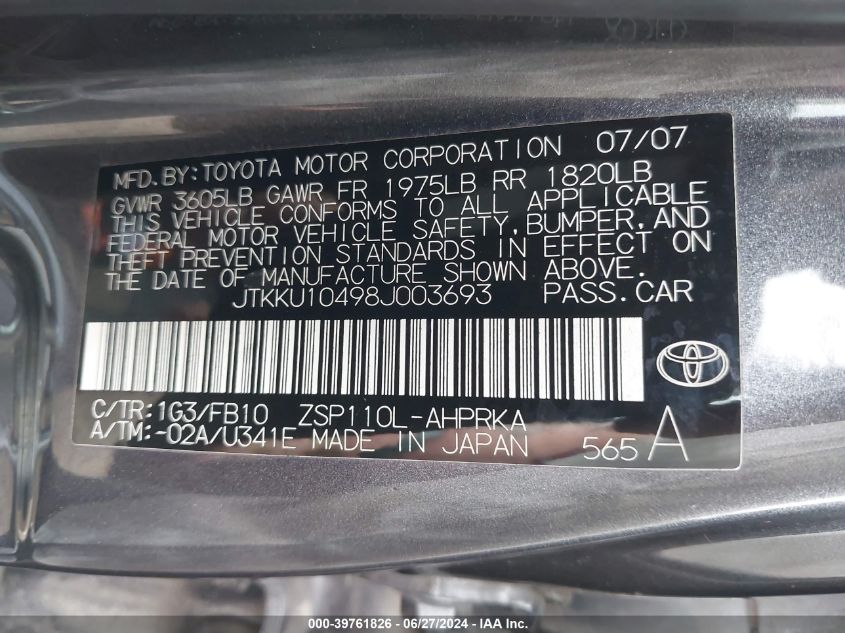 MFD. BY: TOYOTA MOTOR CORPORATION 07/07
GVWR 3605LB GAWR FR 1975LB RR 1820LB
THIS VEHICLE CONFORMS TO ALL APPLICABLE
FEDERAL MOTOR VEHICLE SAFETY, BUMPER, AND
THEFT PREVENTION STANDARDS IN EFFECT ON
THE DATE OF MANUFACTURE SHOWN ABOVE.
JTKKU10498J003693 PASS. CAR
C/TR: 1G3/FB10 ZSP110L-AHPRKA
A/TM: -02A/U341E MADE IN JAPAN 565 A
000-39761826 / 06/27/2024 / IAA Inc.